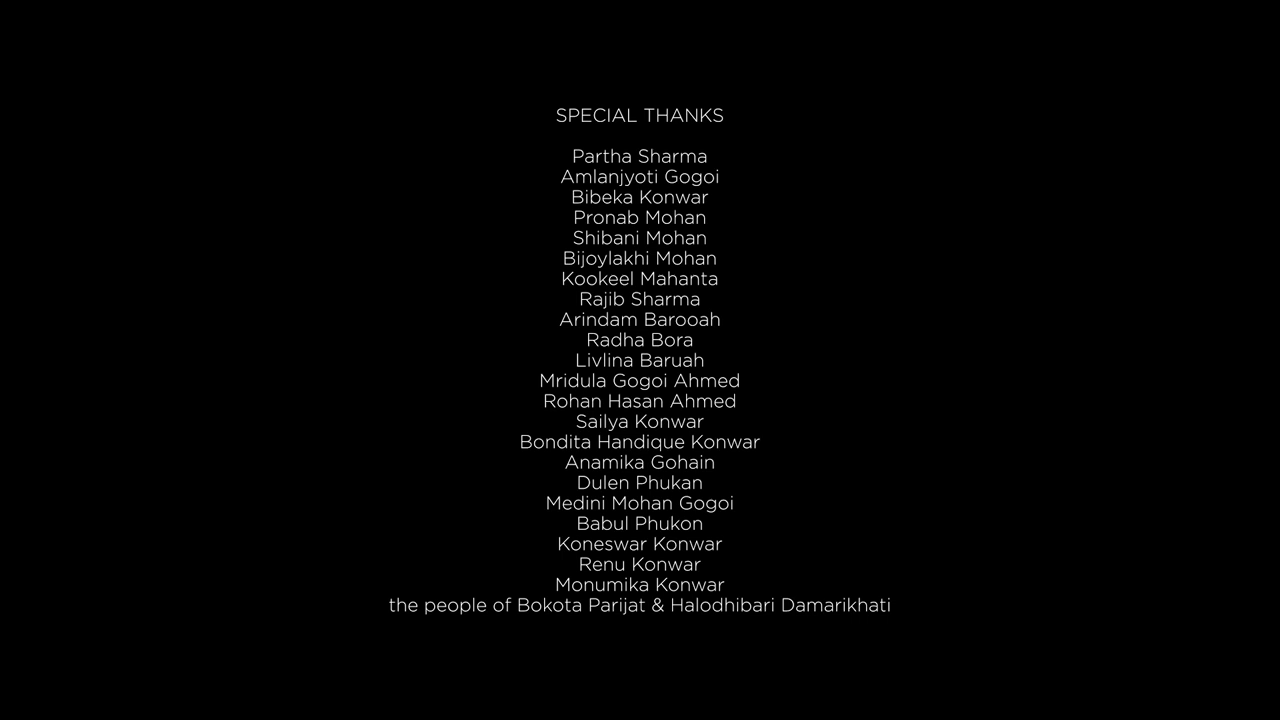 SPECIAL THANKS
Partha Sharma
Amlanjyoti Gogoi
Bibeka Konwar
Pronab Mohan
Shibani Mohan
Bijoylakhi Mohan
Kookeel Mahanta
Rajib Sharma
Arindam Barooah
Radha Bora
Livlina Baruah
Mridula Gogoi Ahmed
Rohan Hasan Ahmed
Sailya Konwar
Bondita Handique Konwar
Anamika Gohain
Dulen Phukan
Medini Mohan Gogoi
Babul Phukon
Koneswar Konwar
Renu Konwar
Monumika Konwar
the people of Bokota Parijat & Halodhibari Damarikhati